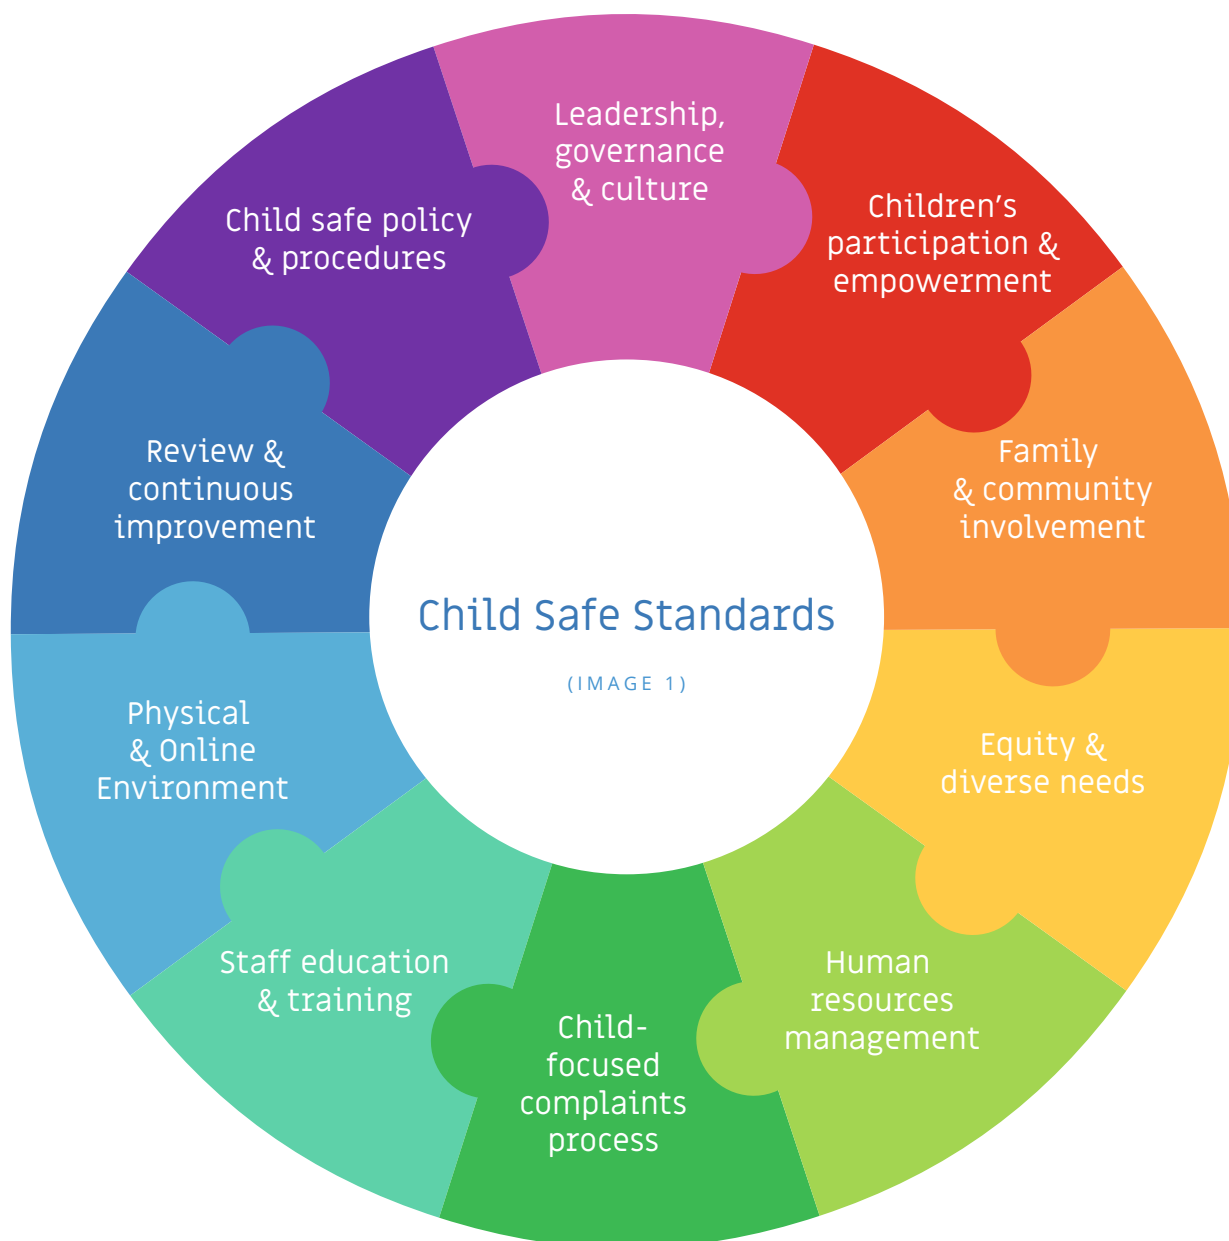 Leadership,
governance
& culture
Children's
participation &
empowerment
Family
& community
involvement
Equity &
diverse needs
Human
resources
management
Child-
focused
complaints
process
Staff education
& training
Physical
& Online
Environment
Review &
continuous
improvement
Child safe policy
& procedures
Child Safe Standards
(IMAGE 1)